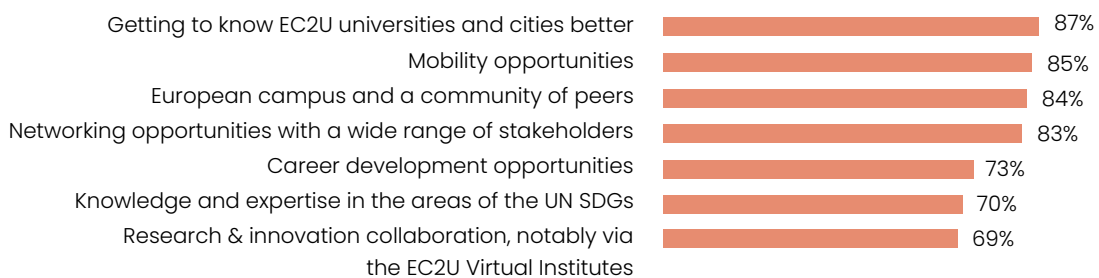 Getting to know EC2U universities and cities better 87%
Mobility opportunities 85%
European campus and a community of peers 84%
Networking opportunities with a wide range of stakeholders 83%
Career development opportunities 73%
Knowledge and expertise in the areas of the UN SDGs 70%
Research & innovation collaboration, notably via 69%
the EC2U Virtual Institutes